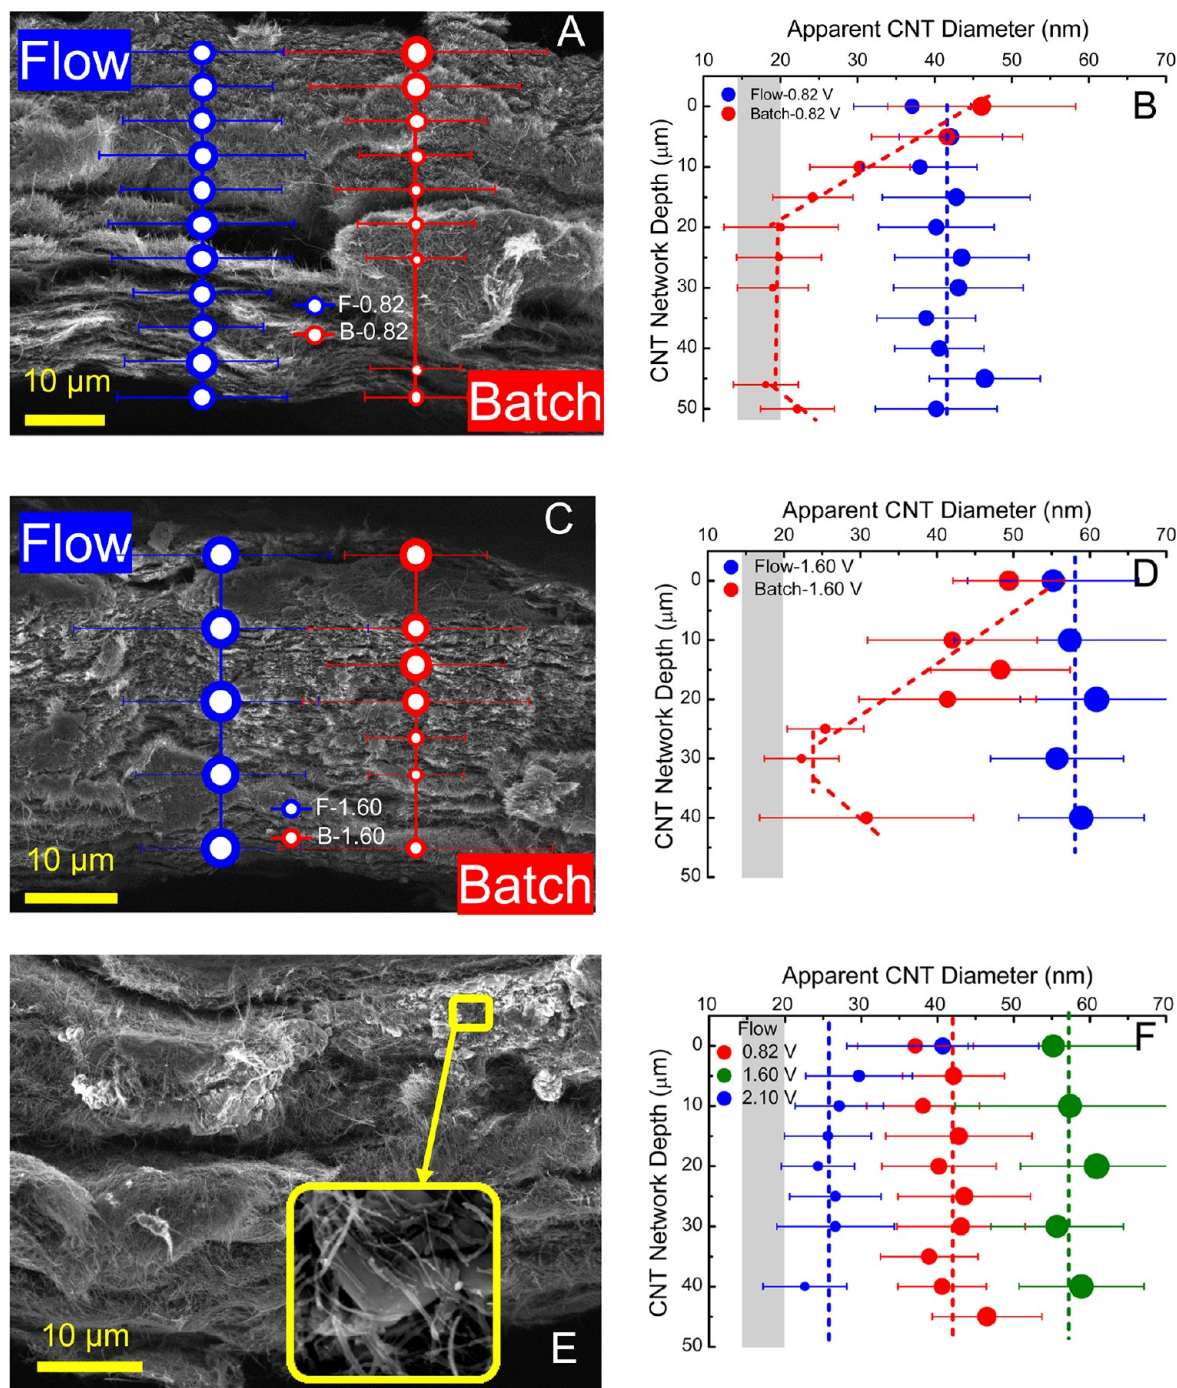 Flow
A
F-0.82
B-0.82
10 µm
Batch
Apparent CNT Diameter (nm)
10 20 30 40 50 60 70
Flow-0.82 V
Batch-0.82 V
B
CNT Network Depth (µm)
0
10
20
30
40
50
Flow
C
F-1.60
B-1.60
10 µm
Batch
Apparent CNT Diameter (nm)
10 20 30 40 50 60 70
Flow-1.60 V
Batch-1.60 V
D
CNT Network Depth (µm)
0
10
20
30
40
50
10 µm
E
Apparent CNT Diameter (nm)
10 20 30 40 50 60 70
Flow
0.82 V
1.60 V
2.10 V
F
CNT Network Depth (µm)
0
10
20
30
40
50